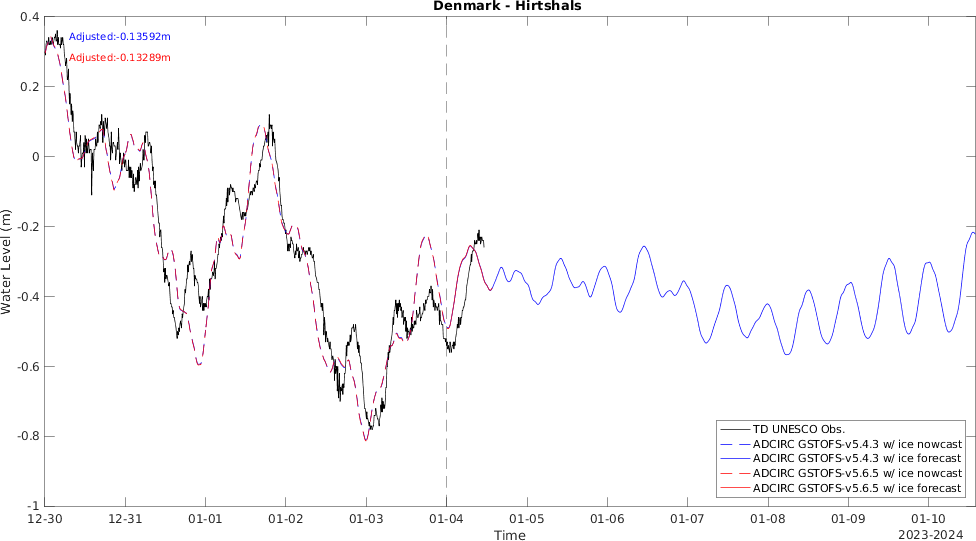 Denmark - Hirtshals
0.4
Adjusted:-0.13592m
Adjusted:-0.13289m
0.2
0
-0.2
-0.4
-0.6
-0.8
-1
Water Level (m)
TD UNESCO Obs.
ADCIRC GSTOFS-v5.4.3 w/ ice nowcast
ADCIRC GSTOFS-v5.4.3 w/ ice forecast
ADCIRC GSTOFS-v5.6.5 w/ ice nowcast
ADCIRC GSTOFS-v5.6.5 w/ ice forecast
12-30 12-31 01-01 01-02 01-03 01-04 01-05 01-06 01-07 01-08 01-09 01-10
2023-2024
Time